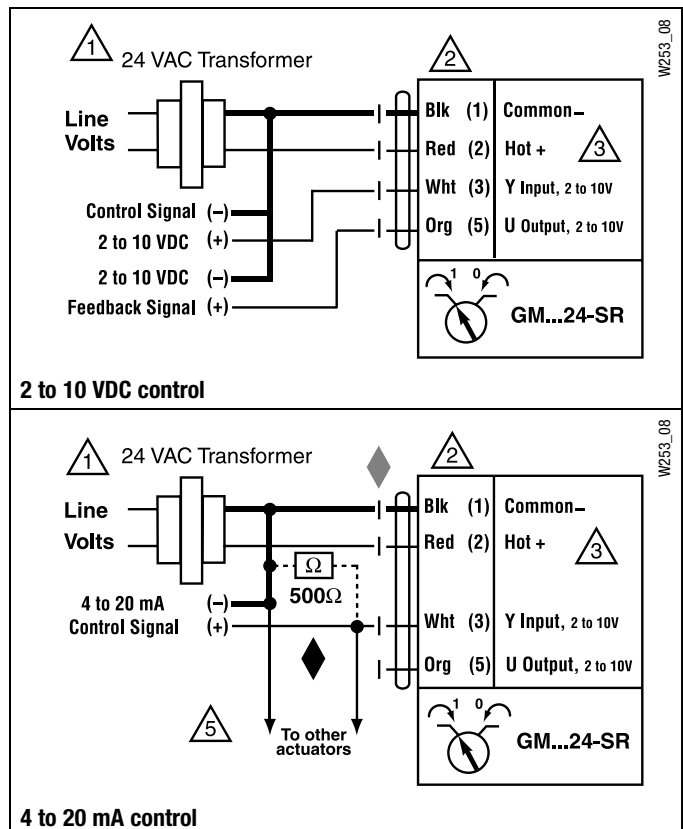 1
24 VAC Transformer
2
W253_08
Line
Volts
Blk (1) Common–
Red (2) Hot +
3
Wht (3) Y Input, 2 to 10V
Org (5) U Output, 2 to 10V
Control Signal (–)
2 to 10 VDC (+)
2 to 10 VDC (–)
Feedback Signal (+)
1 0
GM...24-SR
2 to 10 VDC control
1
24 VAC Transformer
2
W253_08
Line
Volts
Blk (1) Common–
Red (2) Hot +
3
Ω
500Ω
4 to 20 mA (–)
Control Signal (+)
Wht (3) Y Input, 2 to 10V
Org (5) U Output, 2 to 10V
5
To other
actuators
1 0
GM...24-SR
4 to 20 mA control